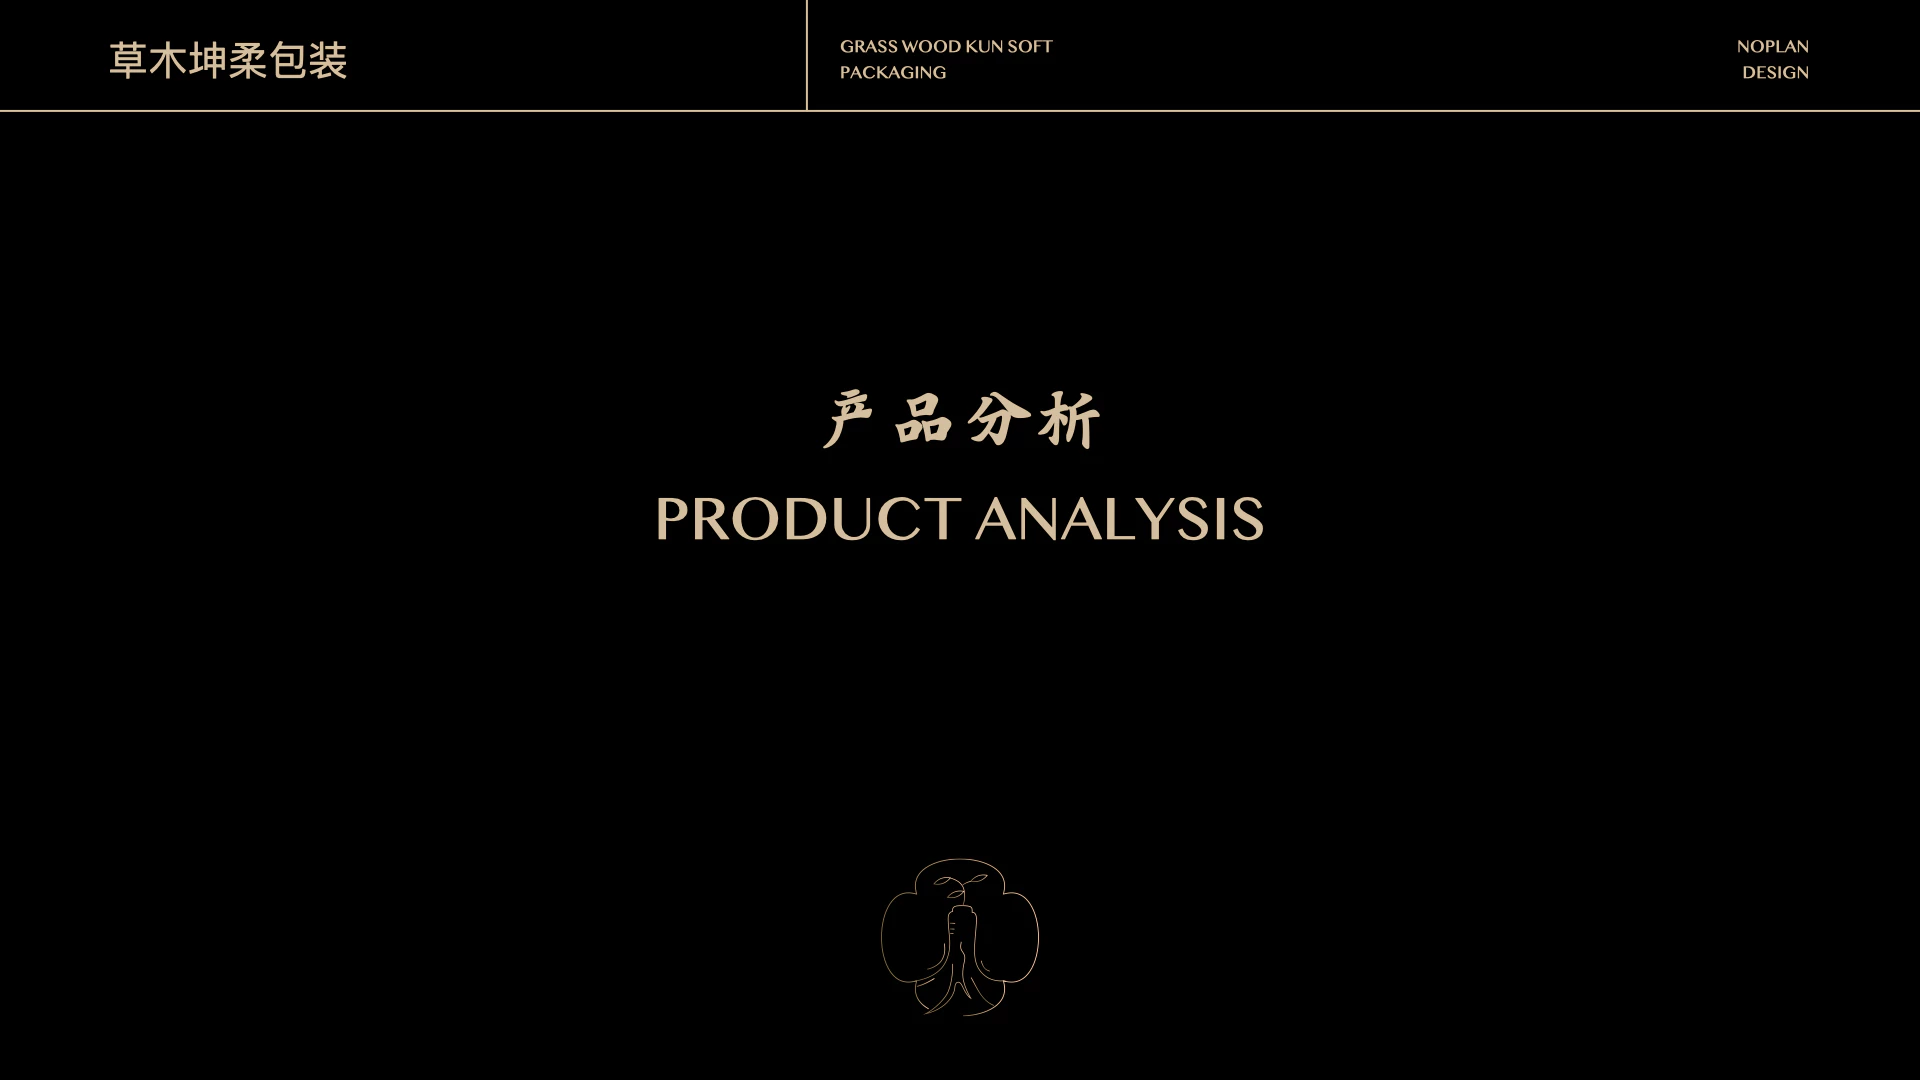 草木坤柔包装
GRASS WOOD KUN SOFT
PACKAGING
NOPLAN
DESIGN
产品分析
PRODUCT ANALYSIS